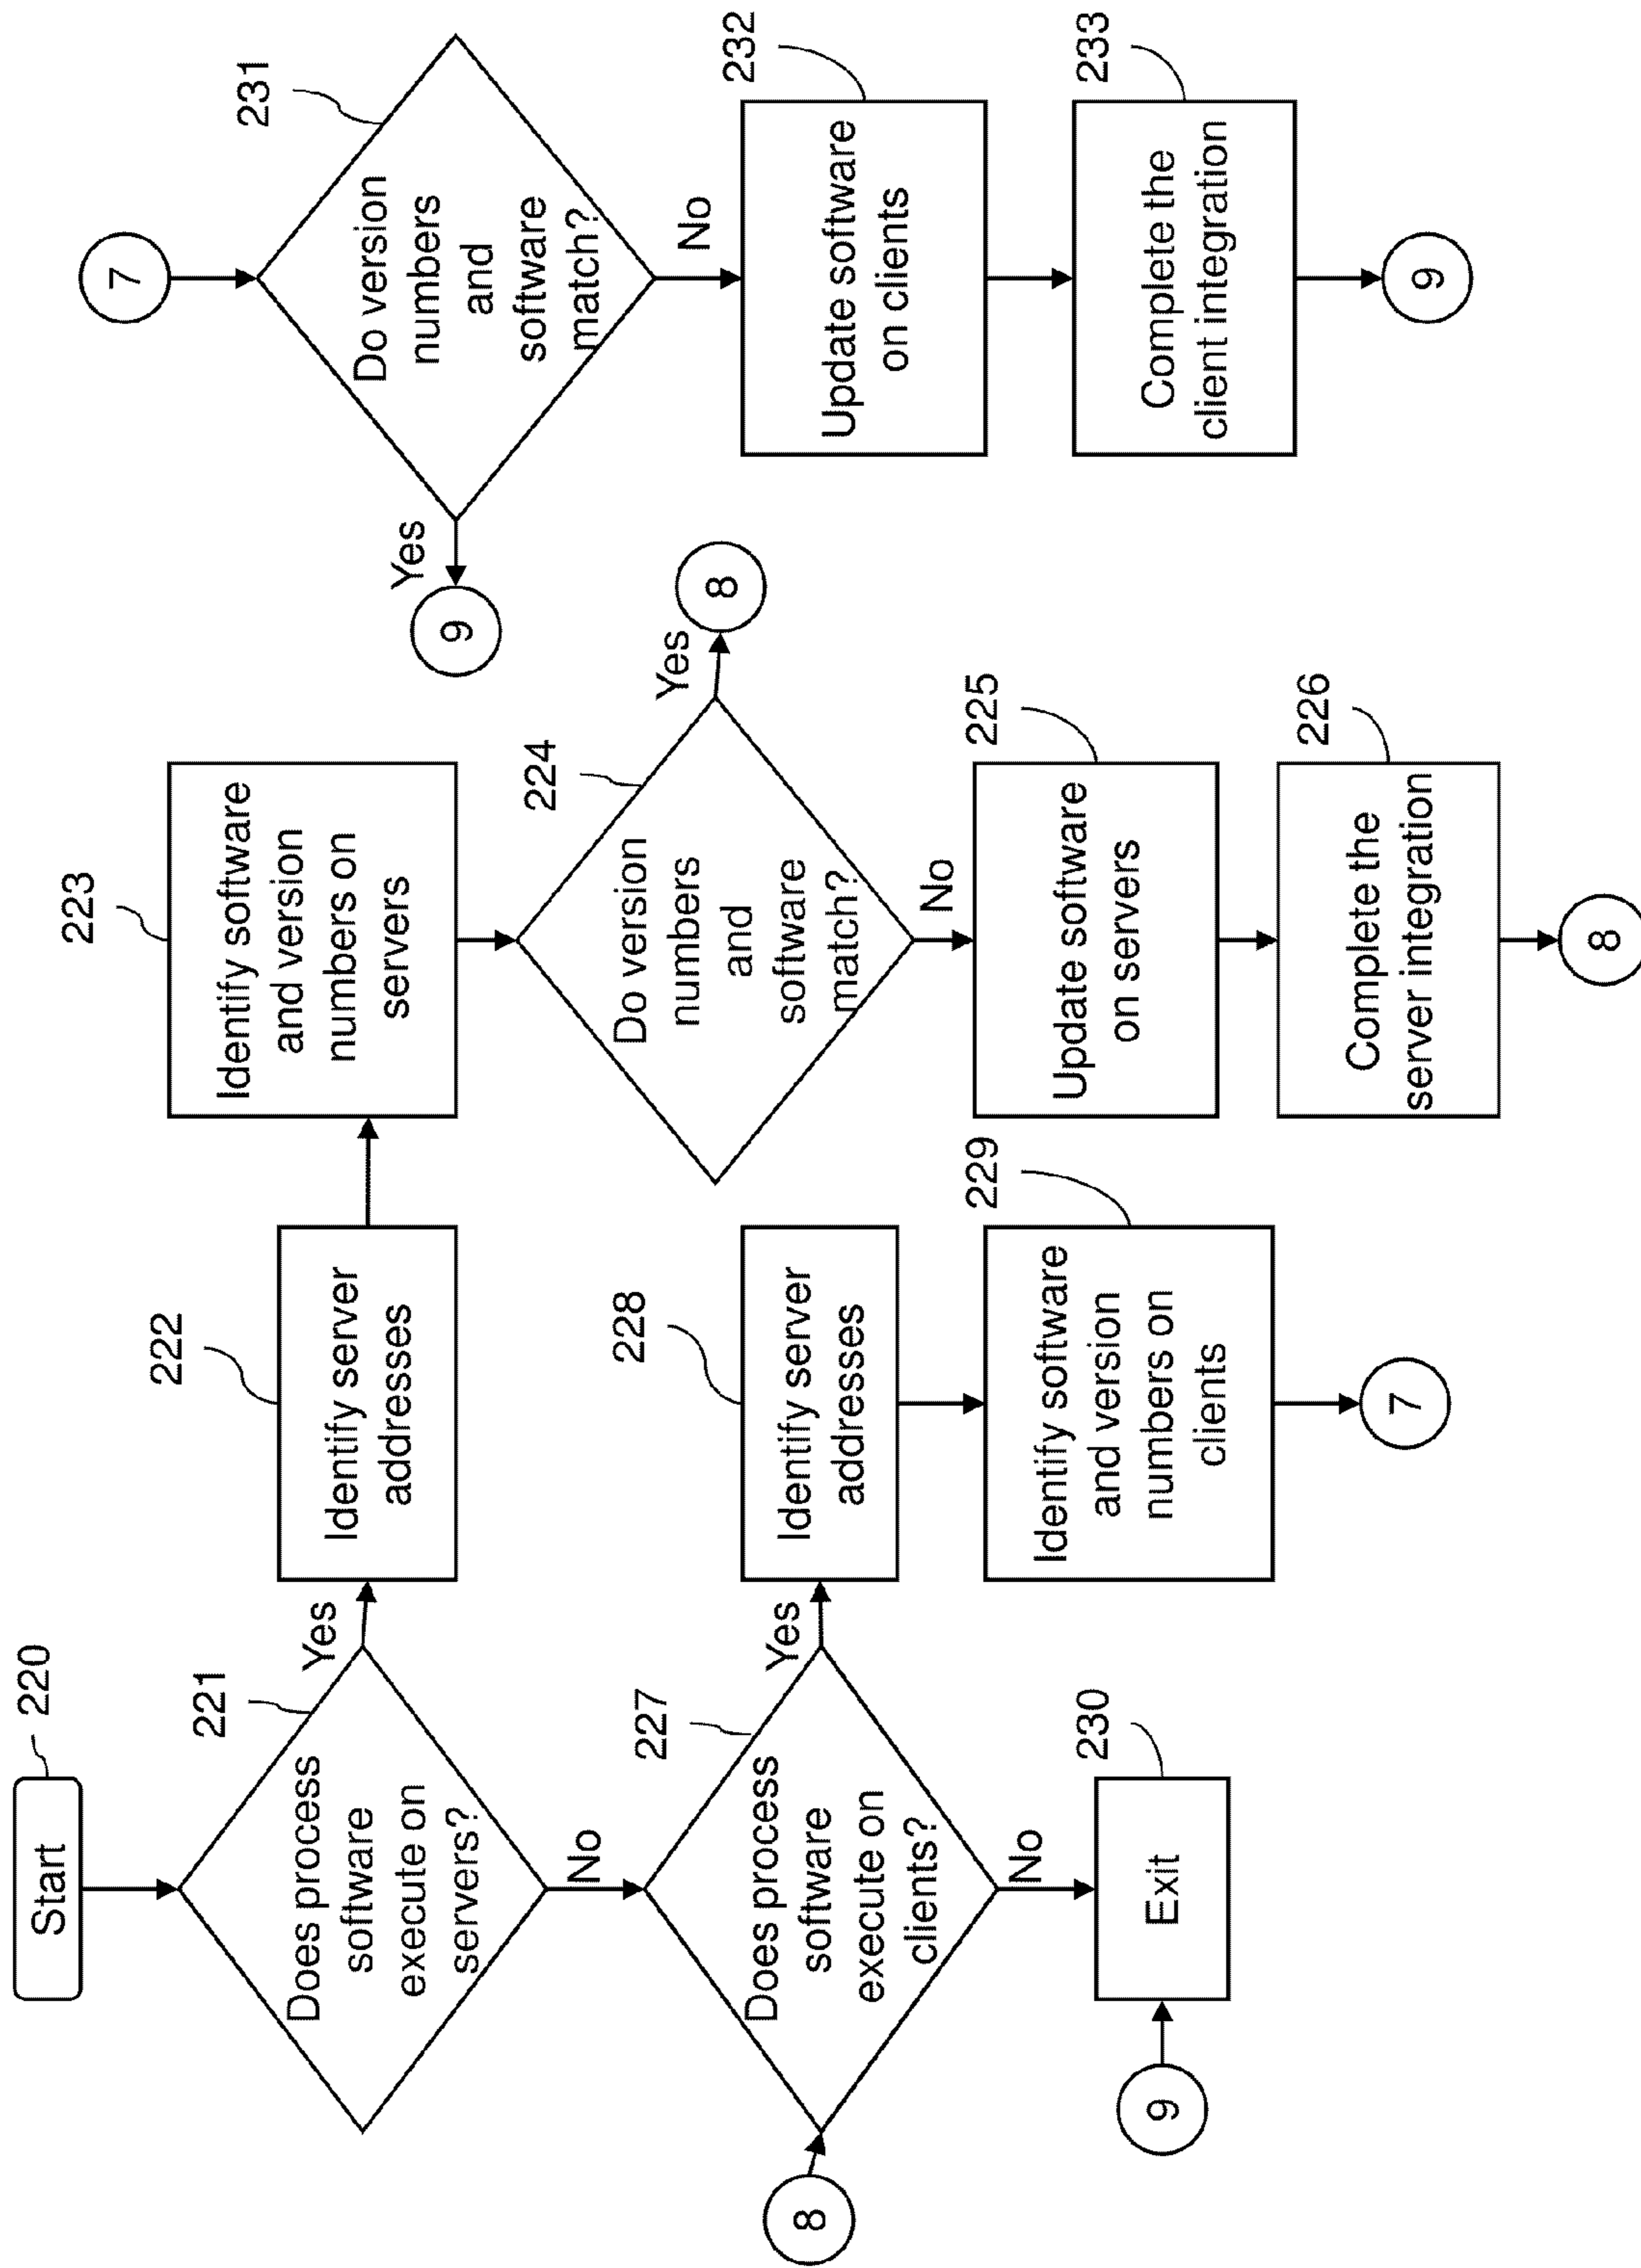 220
Start
221
Does process
software
execute on
servers?
Yes
No
222
Identify server
addresses
223
Identify software
and version
numbers on
servers
224
Do version
numbers
and
software
match?
Yes
8
No
225
Update software
on servers
226
Complete the
server integration
8
8
227
Does process
software
execute on
clients?
Yes
No
228
Identify server
addresses
229
Identify software
and version
numbers on
clients
7
230
Exit
9
7
231
Do version
numbers
and
software
match?
Yes
9
No
232
Update software
on clients
233
Complete the
client integration
9